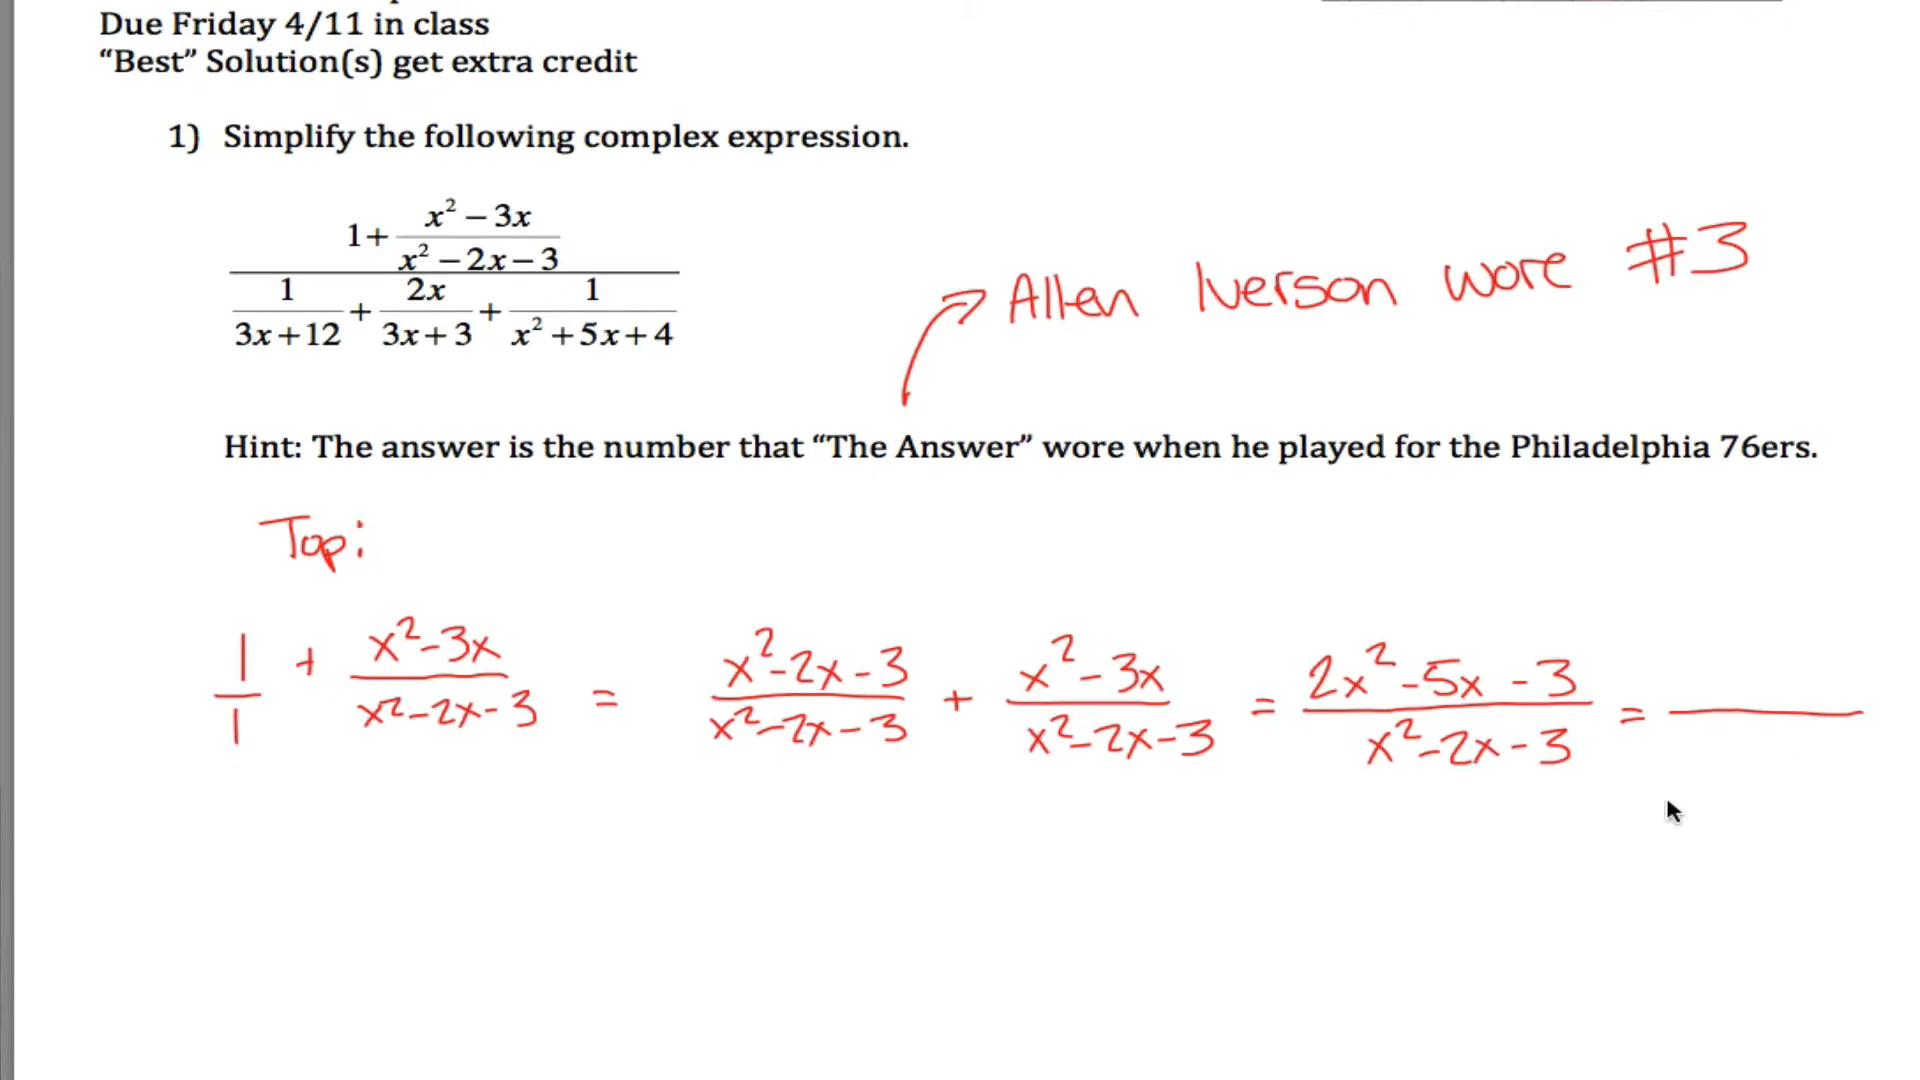 Due Friday 4/11 in class
“Best” Solution(s) get extra credit
1) Simplify the following complex expression.
x² − 3x
1+
x² − 2x − 3
1 2x 1
+ +
3x+12 3x+3 x² +5x+4
Allen Iverson wore #3
Hint: The answer is the number that “The Answer” wore when he played for the Philadelphia 76ers.
Top:
1/1 + (x²-3x)/(x²-2x-3) = (x²-2x-3)/(x²-2x-3) + (x²-3x)/(x²-2x-3) = (2x²-5x-3)/(x²-2x-3) =